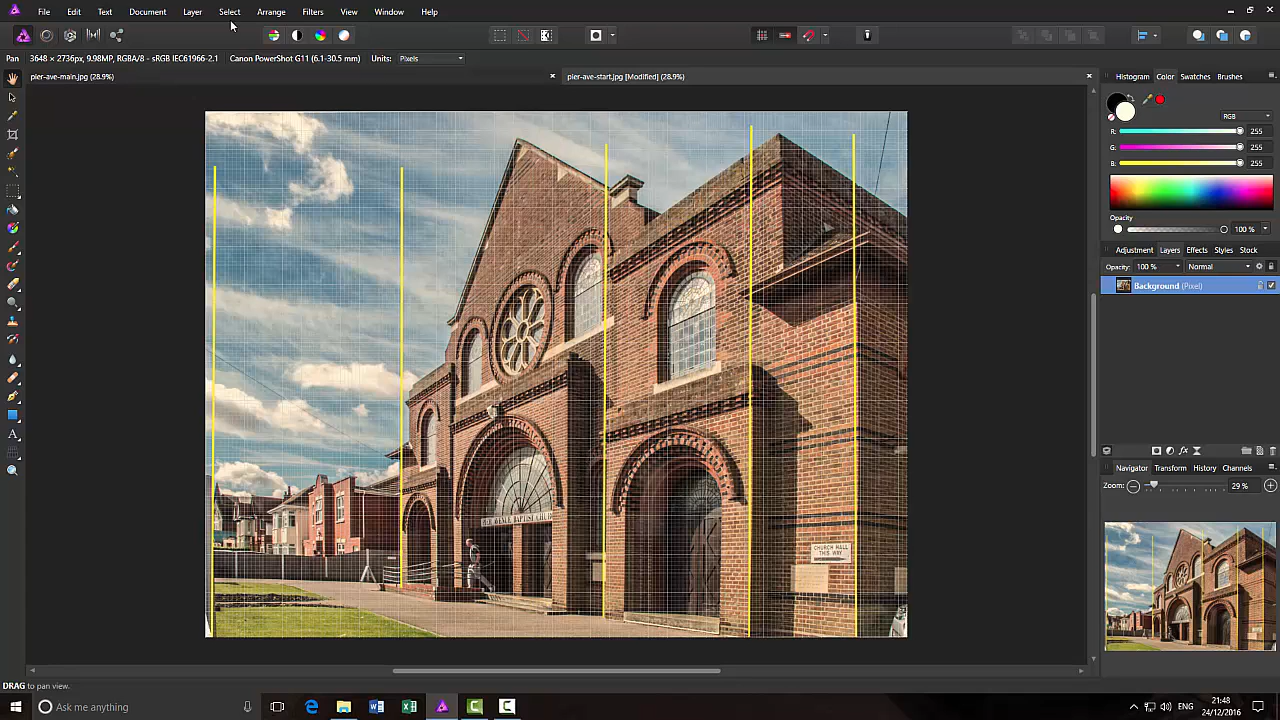 File Edit Text Document Layer Select Arrange Filters View Window Help
Pan 3648 × 2736px, 9.98MP, RGBA/8 - sRGB IEC61966-2.1 Canon PowerShot G11 (6.1-30.5 mm) Units: Pixels
pier-ave-main.jpg (28.9%) pier-ave-start.jpg [Modified] (28.9%)
Histogram Color Swatches Brushes
RGB
R: 255
G: 255
B: 255
Opacity
100 %
Adjustment Layers Effects Styles Stock
Opacity: 100 % Normal
Background (Pixel)
PIER AVENUE BAPTIST CHURCH
CHURCH HALL
THIS WAY
Navigator Transform History Channels
Zoom: 29 %
DRAG to pan view.
Ask me anything
ENG
21:48
24/12/2016